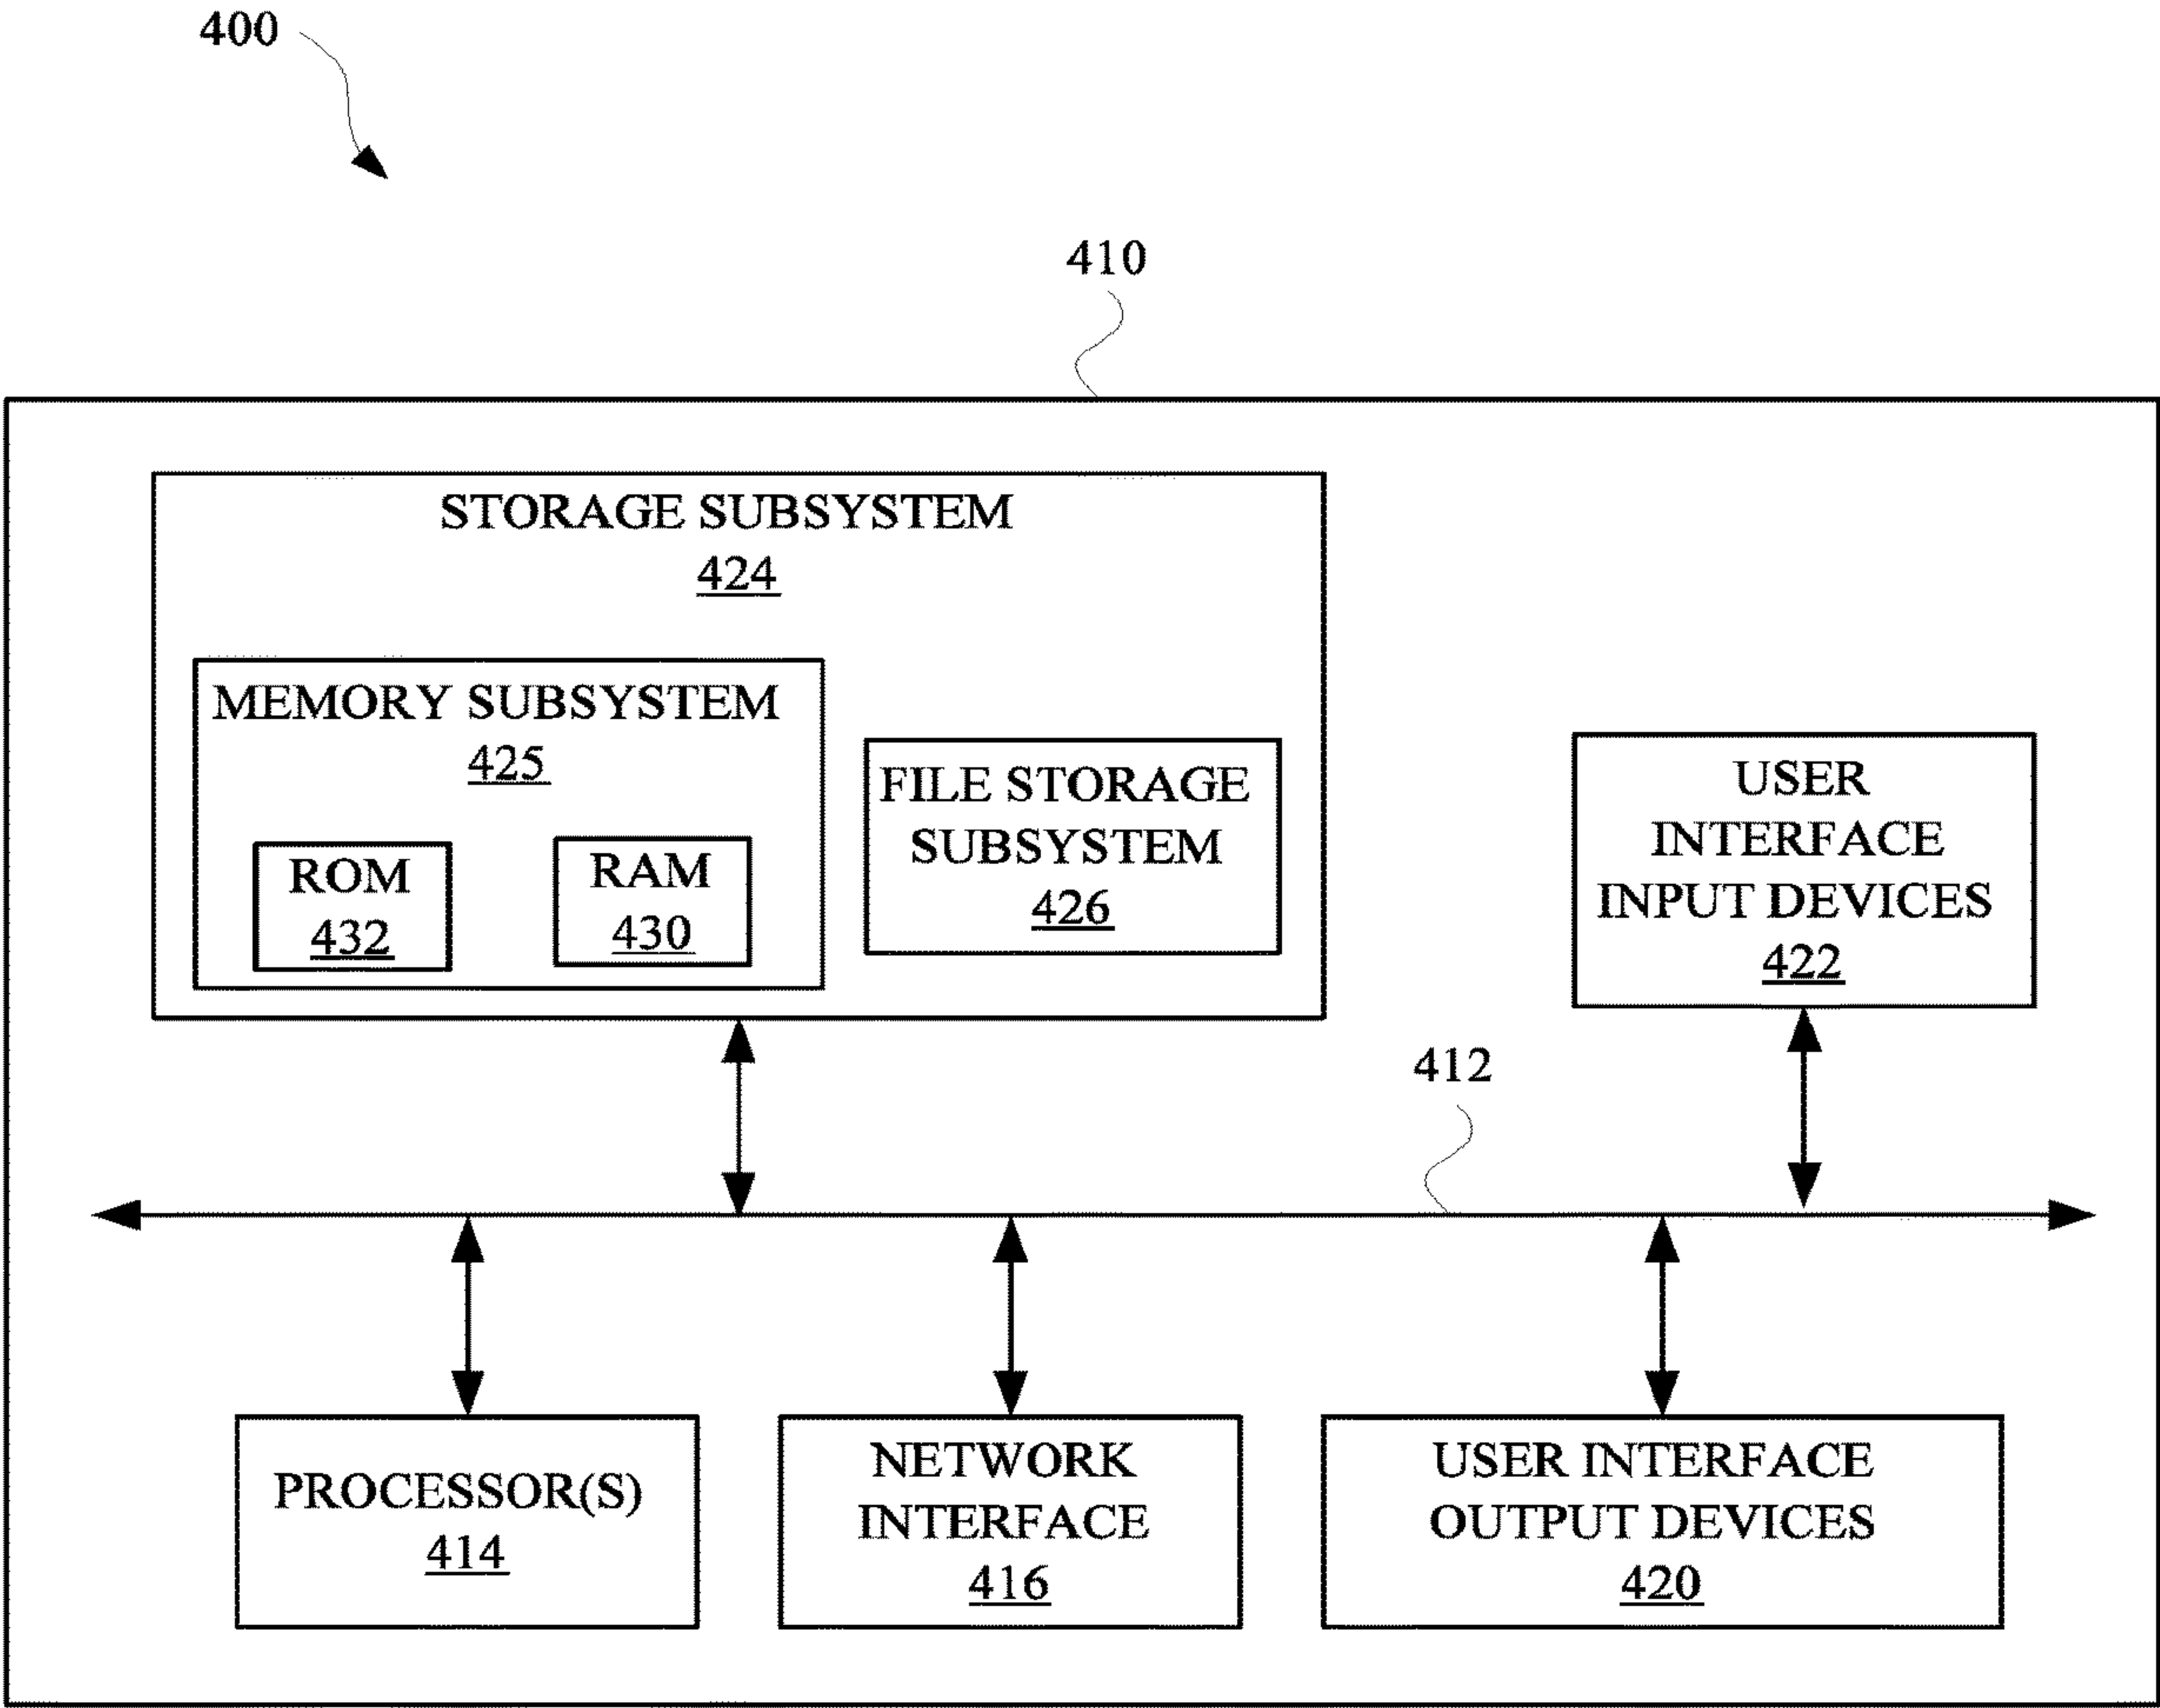 400
410
STORAGE SUBSYSTEM
424
MEMORY SUBSYSTEM
425
ROM
432
RAM
430
FILE STORAGE
SUBSYSTEM
426
USER
INTERFACE
INPUT DEVICES
422
412
PROCESSOR(S)
414
NETWORK
INTERFACE
416
USER INTERFACE
OUTPUT DEVICES
420